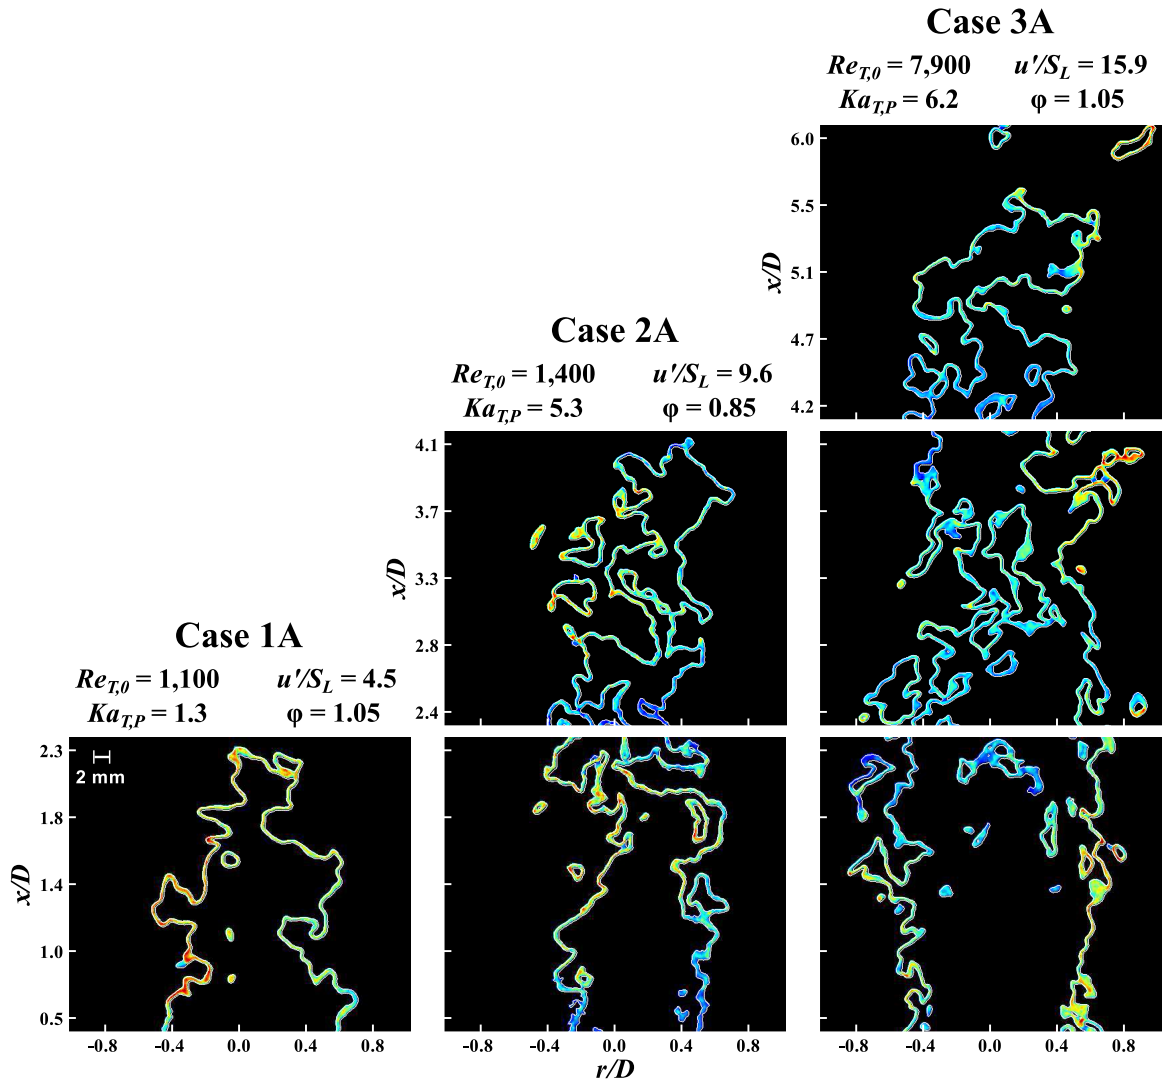 Case 3A
Re_{T,0} = 7,900 u'/S_L = 15.9
Ka_{T,P} = 6.2 φ = 1.05
6.0
5.5
5.1
4.7
4.2
x/D
Case 2A
Re_{T,0} = 1,400 u'/S_L = 9.6
Ka_{T,P} = 5.3 φ = 0.85
4.1
3.7
3.3
2.8
2.4
x/D
Case 1A
Re_{T,0} = 1,100 u'/S_L = 4.5
Ka_{T,P} = 1.3 φ = 1.05
2.3
1.8
1.4
1.0
0.5
x/D
2 mm
-0.8 -0.4 0.0 0.4 0.8 -0.8 -0.4 0.0 0.4 0.8 -0.8 -0.4 0.0 0.4 0.8
r/D